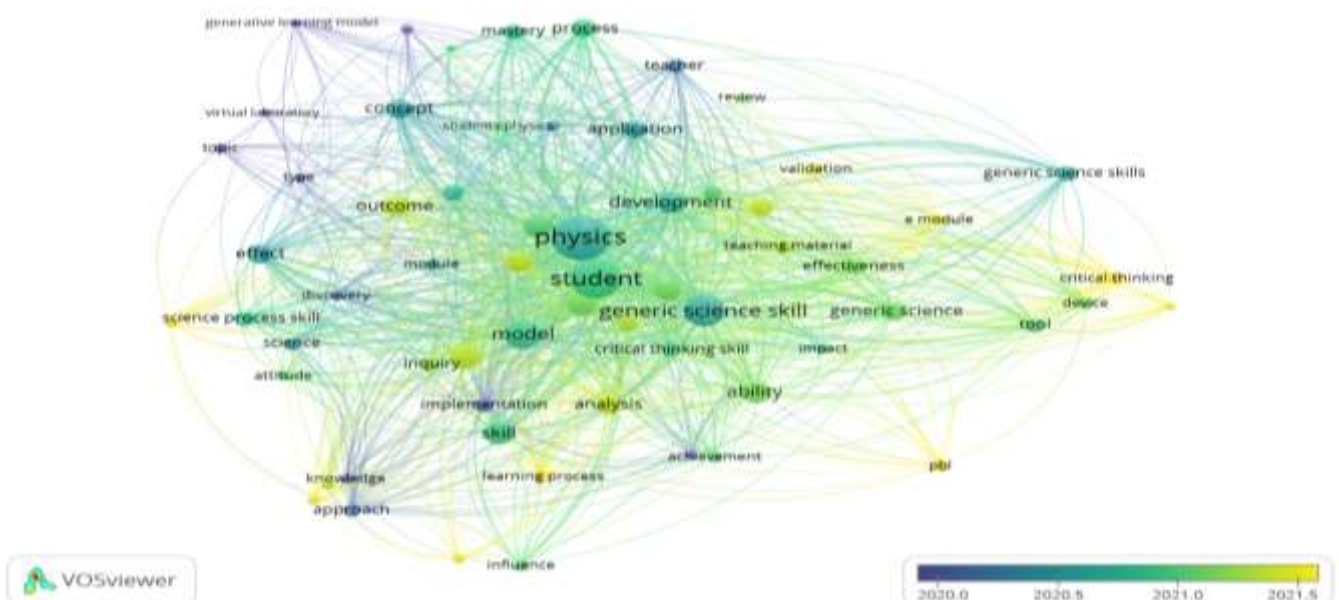 generative learning model
mastery process
teacher
review
virtual laboratory
concept
application
topic
type
validation
generic science skills
outcome
development
e module
physics
teaching material
effect
module
effectiveness
student
critical thinking
discovery
device
science process skill
generic science skill
generic science
tool
model
science
critical thinking skill
impact
inquiry
attitude
ability
implementation
analysis
skill
achievement
pbl
knowledge
learning process
approach
influence
VOSviewer
2020.0 2020.5 2021.0 2021.5